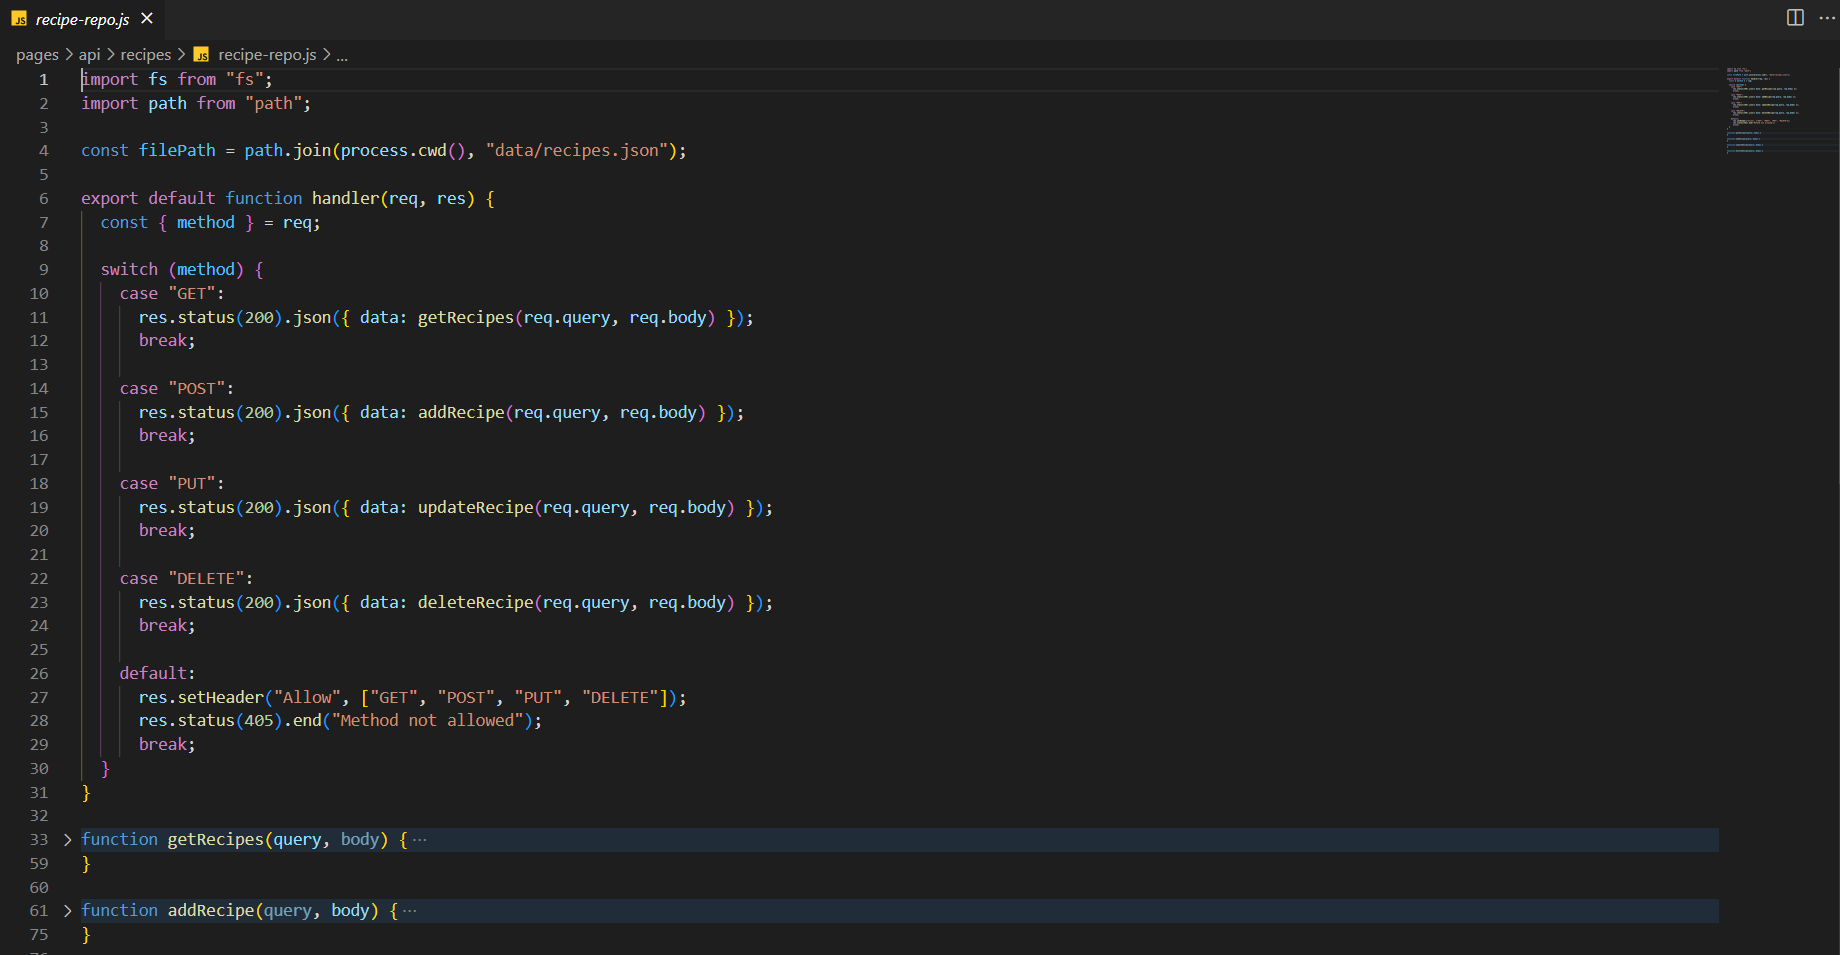 JS recipe-repo.js
pages > api > recipes > JS recipe-repo.js > ...
1 import fs from "fs";
2 import path from "path";
3
4 const filePath = path.join(process.cwd(), "data/recipes.json");
5
6 export default function handler(req, res) {
7 const { method } = req;
8
9 switch (method) {
10 case "GET":
11 res.status(200).json({ data: getRecipes(req.query, req.body) });
12 break;
13
14 case "POST":
15 res.status(200).json({ data: addRecipe(req.query, req.body) });
16 break;
17
18 case "PUT":
19 res.status(200).json({ data: updateRecipe(req.query, req.body) });
20 break;
21
22 case "DELETE":
23 res.status(200).json({ data: deleteRecipe(req.query, req.body) });
24 break;
25
26 default:
27 res.setHeader("Allow", ["GET", "POST", "PUT", "DELETE"]);
28 res.status(405).end("Method not allowed");
29 break;
30 }
31 }
32
33 function getRecipes(query, body) { ...
59 }
60
61 function addRecipe(query, body) { ...
75 }